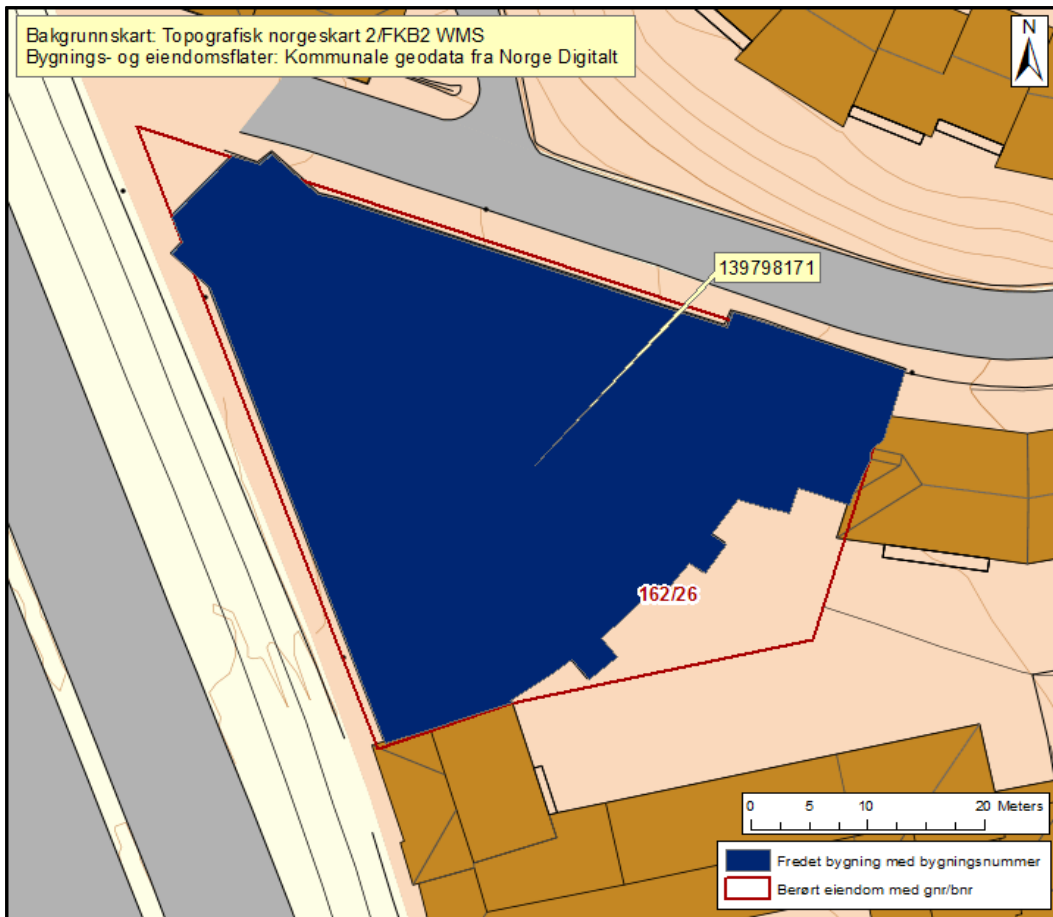 Bakgrunnskart: Topografisk norgeskart 2/FKB2 WMS
Bygnings- og eiendomsflater: Kommunale geodata fra Norge Digitalt
N
139798171
162/26
0 5 10 20 Meters
Fredet bygning med bygningsnummer
Berørt eiendom med gnr/bnr